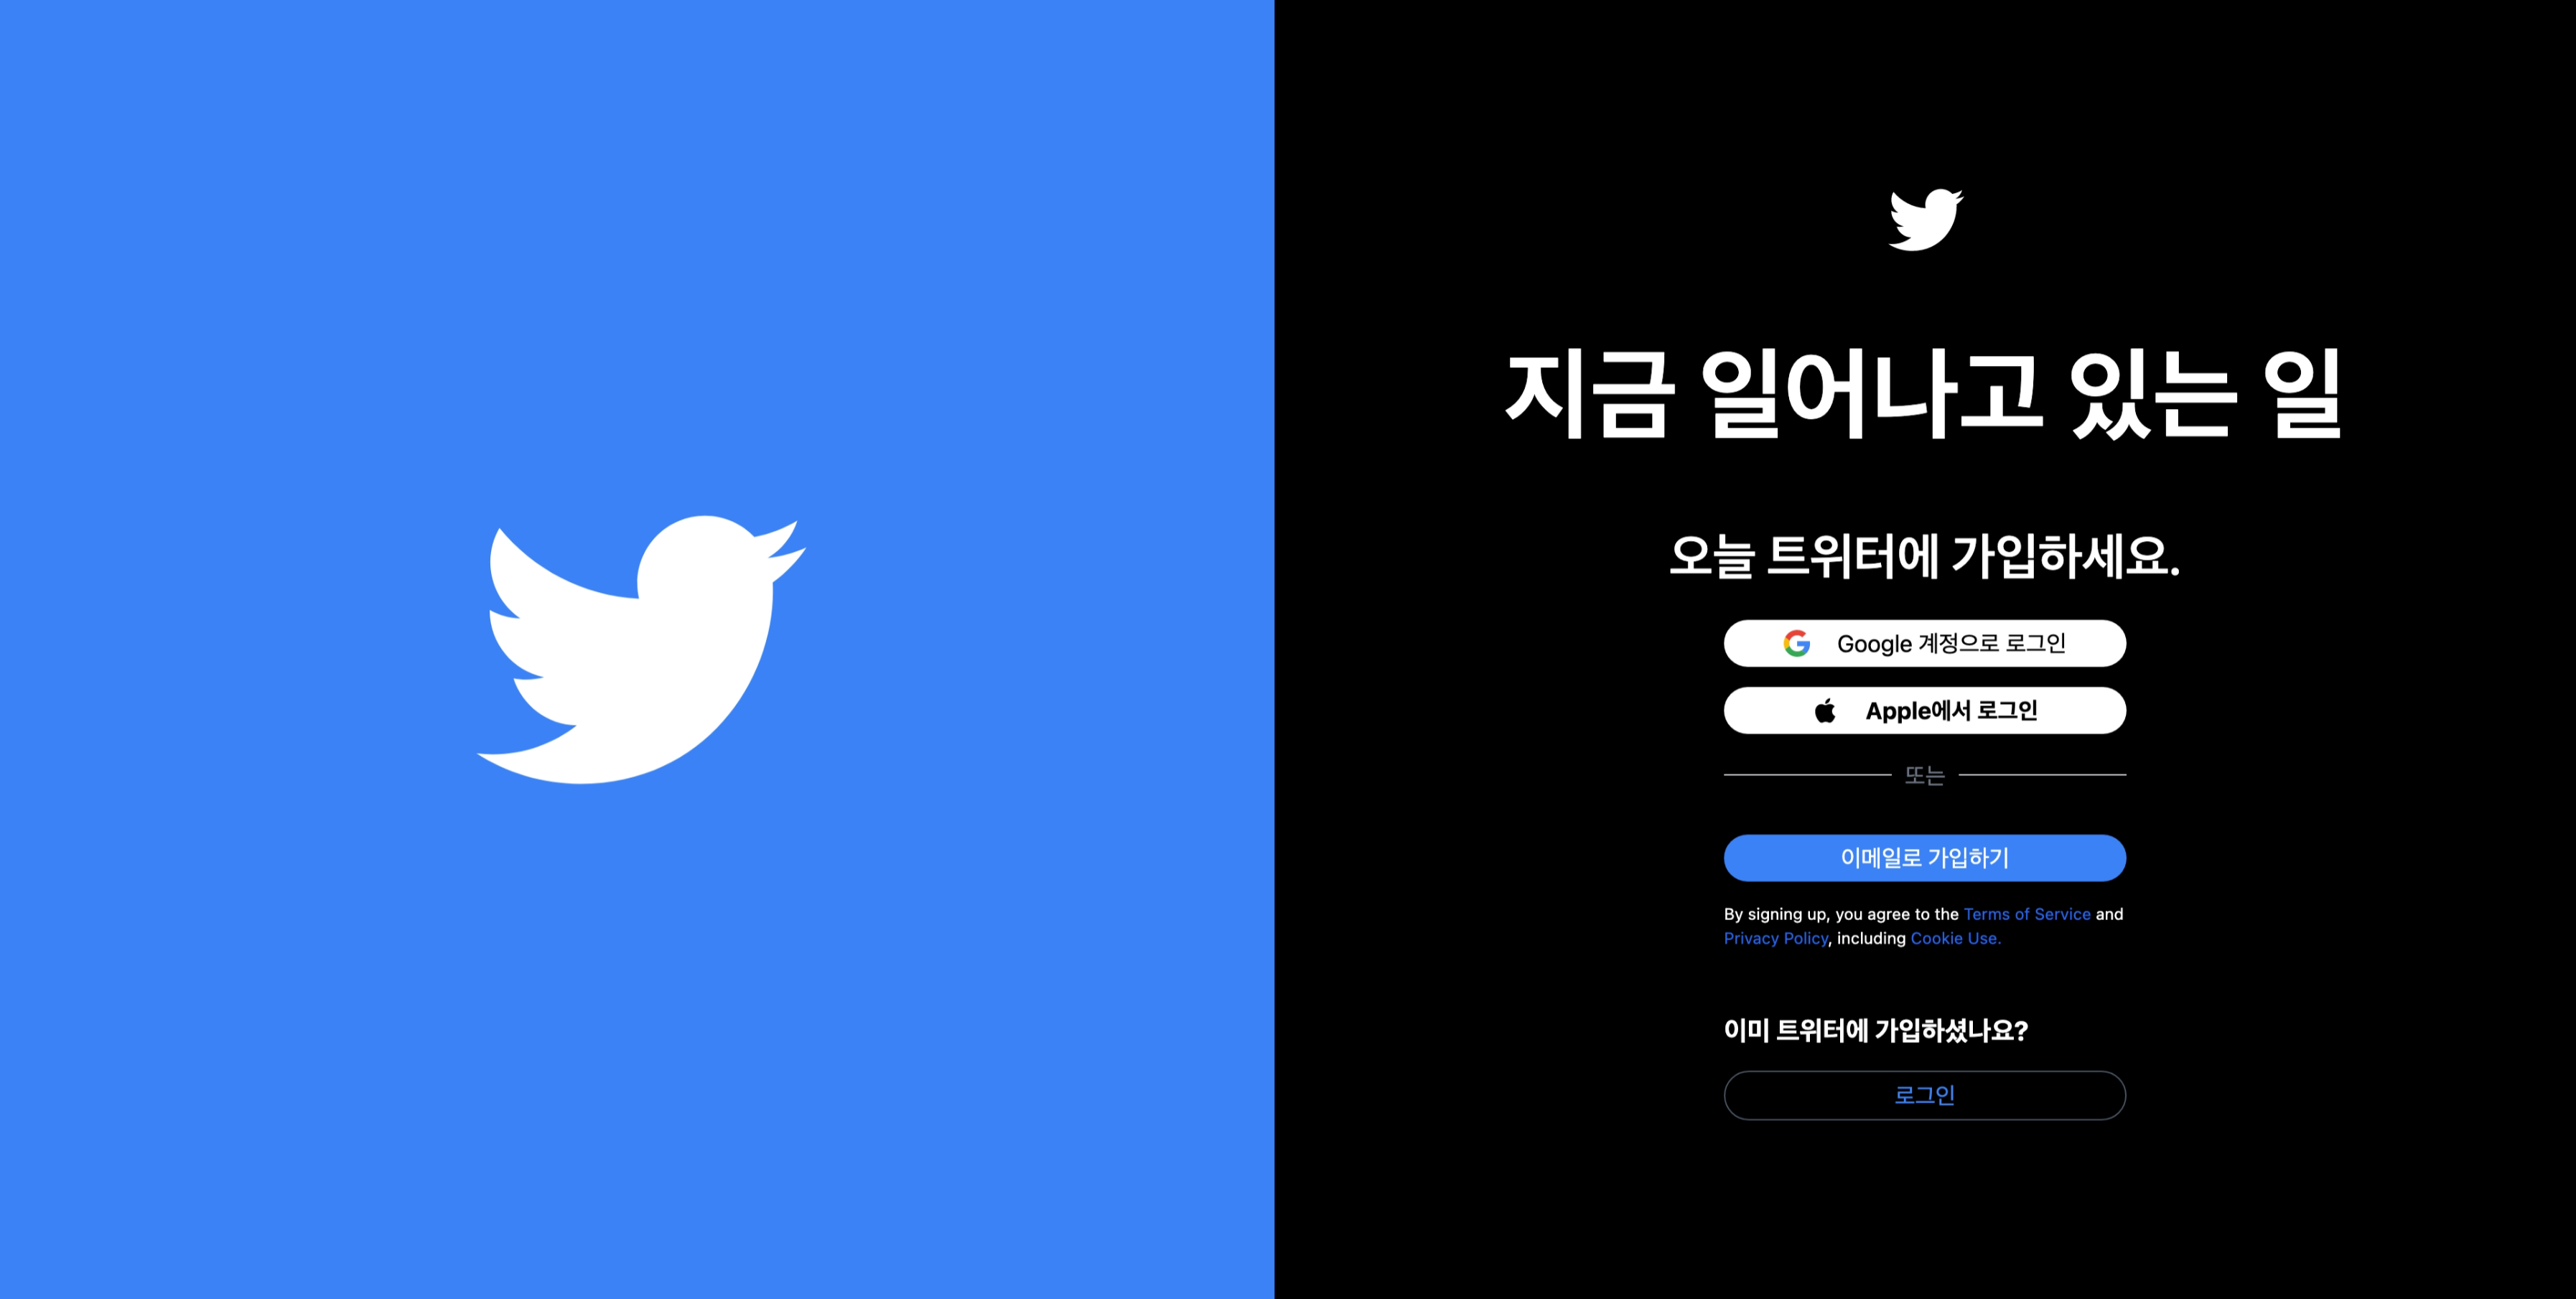 지금 일어나고 있는 일
오늘 트위터에 가입하세요.
Google 계정으로 로그인
Apple에서 로그인
또는
이메일로 가입하기
By signing up, you agree to the Terms of Service and
Privacy Policy, including Cookie Use.
이미 트위터에 가입하셨나요?
로그인